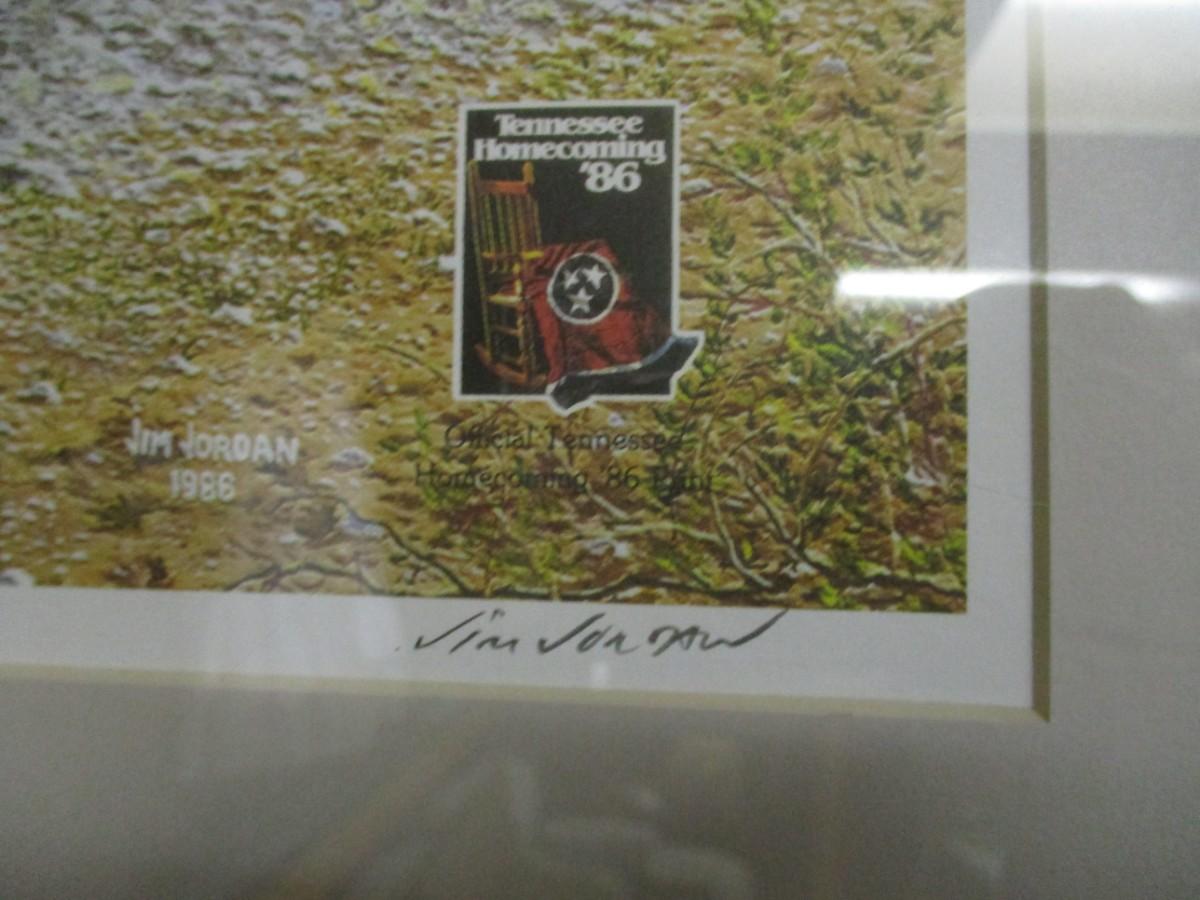 Tennessee
Homecoming
'86
JIM JORDAN
1986
Official Tennessee
Homecoming '86 Print
Jim Jordan